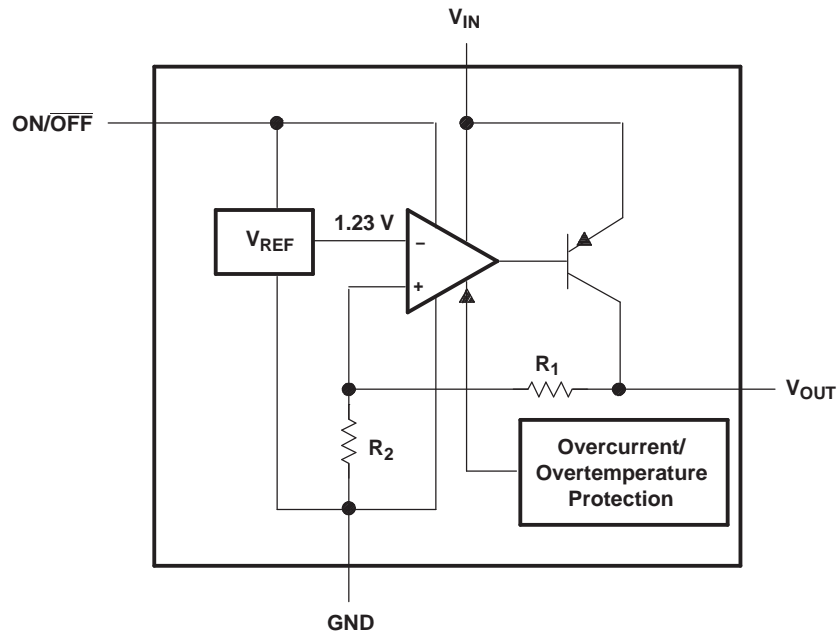 VIN
ON/OFF
1.23 V
VREF
−
+
R1
VOUT
R2
Overcurrent/
Overtemperature
Protection
GND